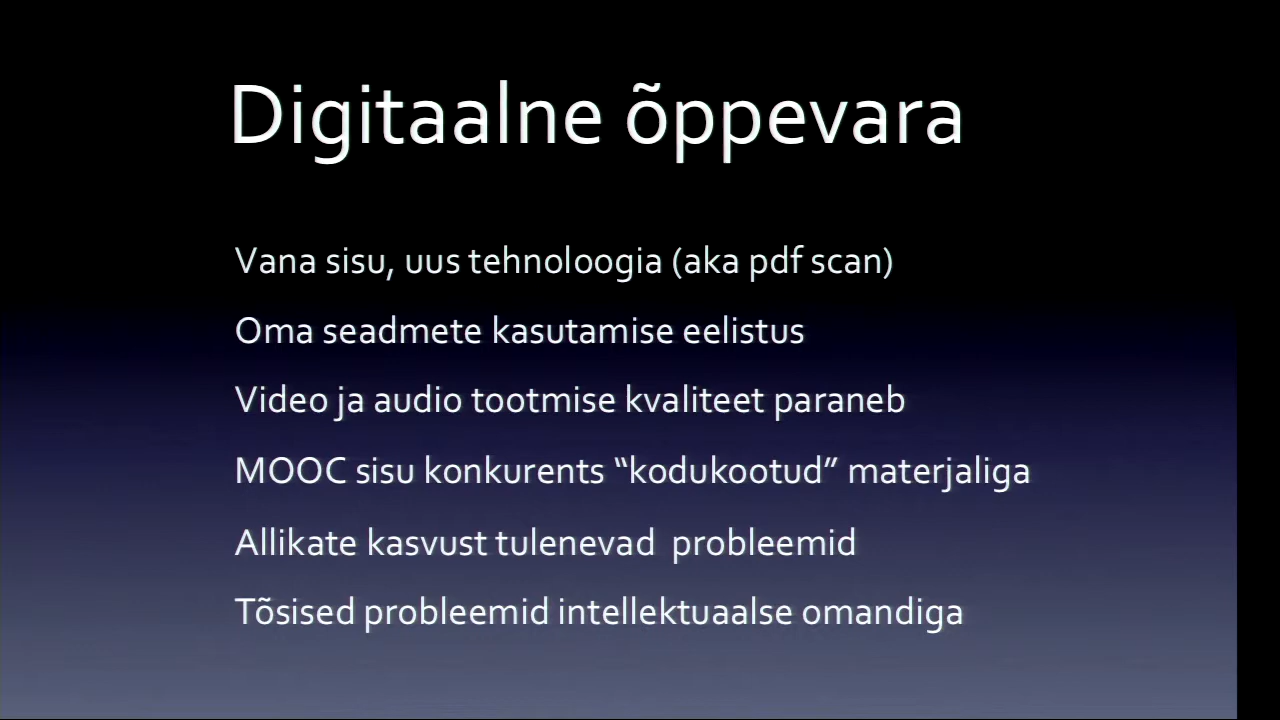 Digitaalne õppevara
Vana sisu, uus tehnoloogia (aka pdf scan)
Oma seadmete kasutamise eelistus
Video ja audio tootmise kvaliteet paraneb
MOOC sisu konkurents “kodukootud” materjaliga
Allikate kasvust tulenevad  probleemid
Tõsised probleemid intellektuaalse omandiga